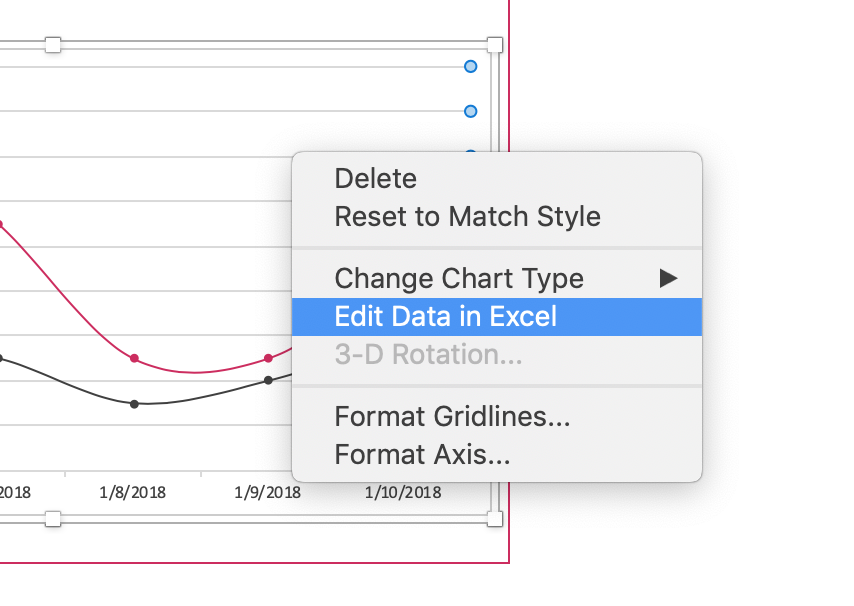 Delete
Reset to Match Style
Change Chart Type
Edit Data in Excel
3-D Rotation...
Format Gridlines...
Format Axis...
2018 1/8/2018 1/9/2018 1/10/2018